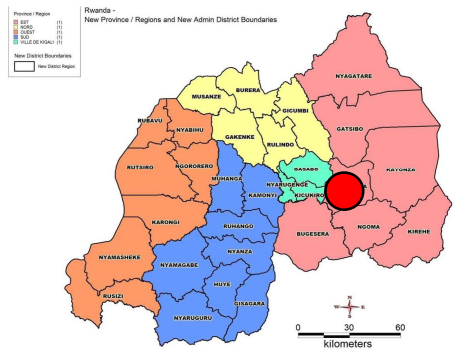 Rwanda -
New Province / Regions and New Admin District Boundaries
Province / Region
EST (1)
NORD (1)
OUEST (1)
SUD (1)
VILLE DE KIGALI (1)
New District Boundaries
New District Region
NYAGATARE
BURERA
MUSANZE
GICUMBI
RUBAVU
NYABIHU
GATSIBO
GAKENKE
RULINDO
RUTSIRO
NGORORERO
GASABO
KAYONZA
MUHANGA
NYARUGENGE
KAMONYI
KICUKIRO
KARONGI
RUHANGO
BUGESERA
NGOMA
KIREHE
NYANZA
NYAMASHEKE
NYAMAGABE
HUYE
RUSIZI
GISAGARA
NYARUGURU
N
W E
S
0 30 60
kilometers